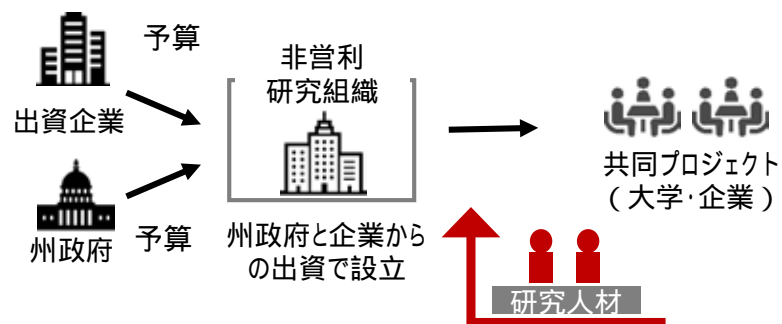 予算
出資企業
州政府
予算
非営利
研究組織
州政府と企業から
の出資で設立
共同プロジェクト
(大学・企業)
研究人材